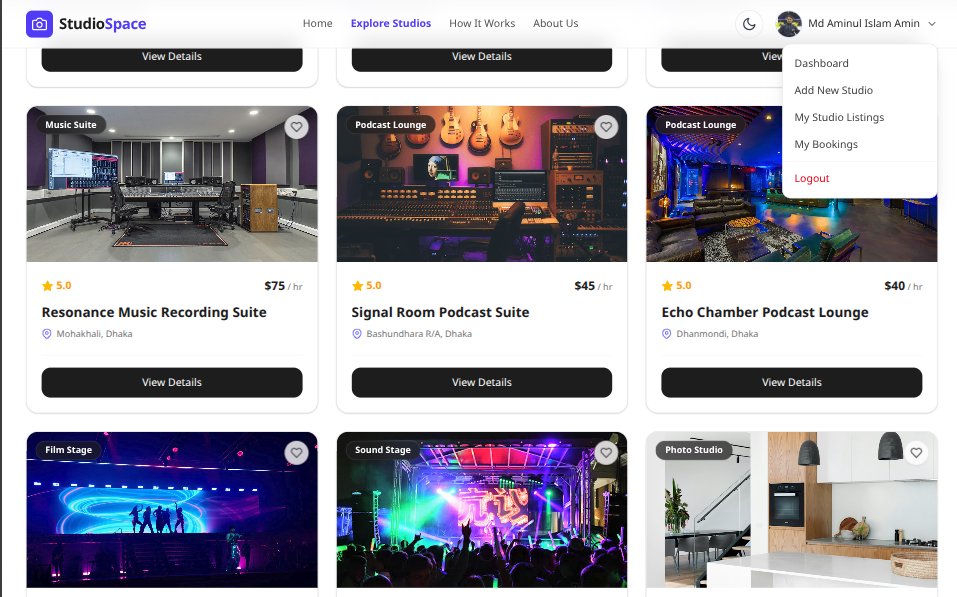 StudioSpace
Home Explore Studios How It Works About Us
Md Aminul Islam Amin
Dashboard
Add New Studio
My Studio Listings
My Bookings
Logout
View Details View Details
Music Suite Podcast Lounge Podcast Lounge
5.0 $75 / hr 5.0 $45 / hr 5.0 $40 / hr
Resonance Music Recording Suite Signal Room Podcast Suite Echo Chamber Podcast Lounge
Mohakhali, Dhaka Bashundhara R/A, Dhaka Dhanmondi, Dhaka
View Details View Details View Details
Film Stage Sound Stage Photo Studio